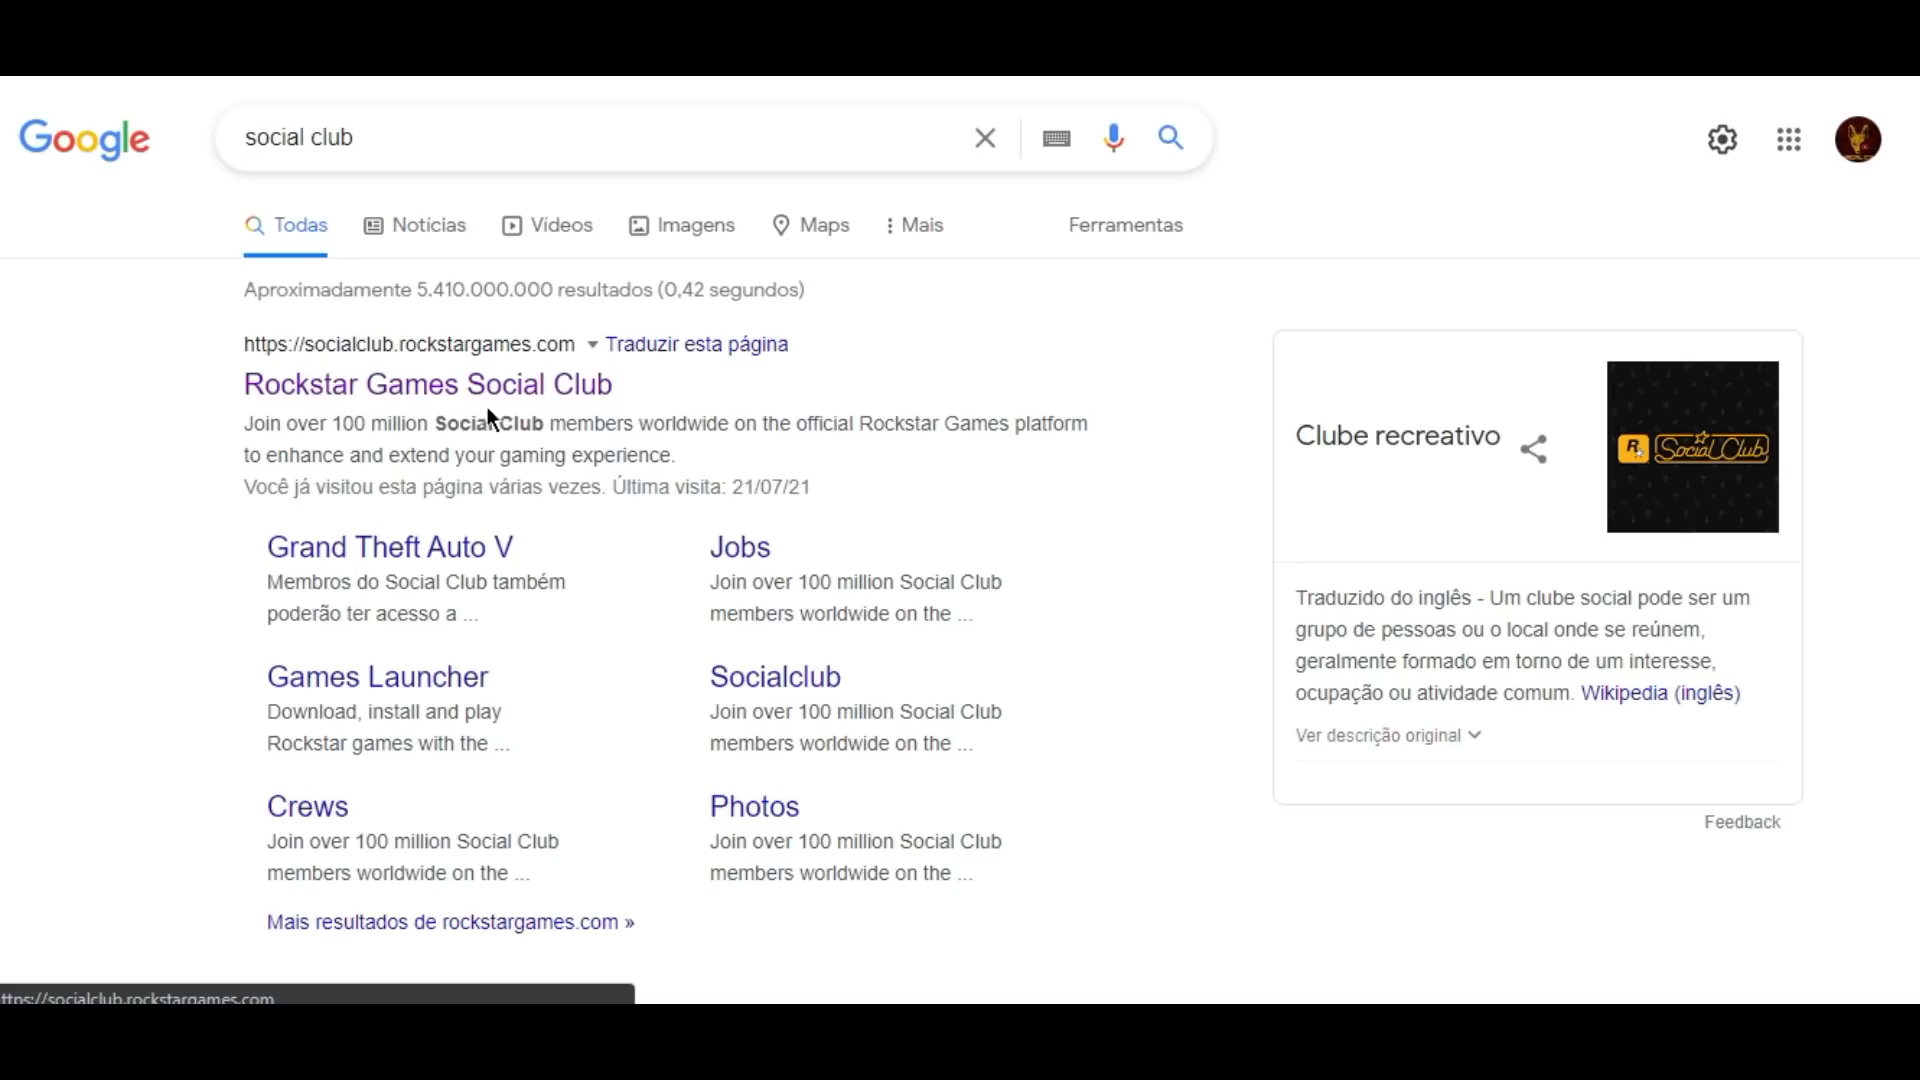 Google
social club
Todas
Notícias
Vídeos
Imagens
Maps
Mais
Ferramentas
Aproximadamente 5.410.000.000 resultados (0,42 segundos)
https://socialclub.rockstargames.com
Traduzir esta página
Rockstar Games Social Club
Join over 100 million Social Club members worldwide on the official Rockstar Games platform
to enhance and extend your gaming experience.
Você já visitou esta página várias vezes. Última visita: 21/07/21
Grand Theft Auto V
Membros do Social Club também
poderão ter acesso a ...
Jobs
Join over 100 million Social Club
members worldwide on the ...
Games Launcher
Download, install and play
Rockstar games with the ...
Socialclub
Join over 100 million Social Club
members worldwide on the ...
Crews
Join over 100 million Social Club
members worldwide on the ...
Photos
Join over 100 million Social Club
members worldwide on the ...
Mais resultados de rockstargames.com »
Clube recreativo
R
Social Club
Traduzido do inglês - Um clube social pode ser um
grupo de pessoas ou o local onde se reúnem,
geralmente formado em torno de um interesse,
ocupação ou atividade comum. Wikipedia (inglês)
Ver descrição original
Feedback
ttps://socialclub.rockstargames.com